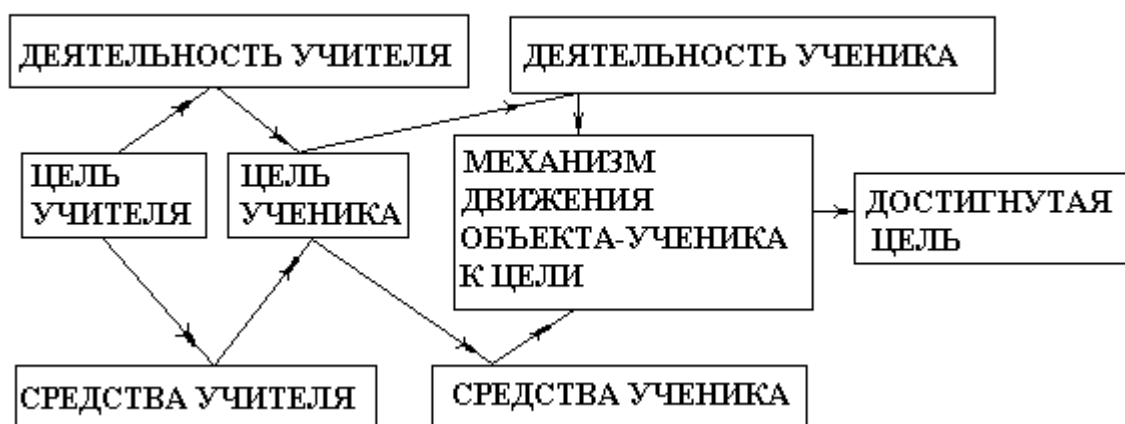 ДЕЯТЕЛЬНОСТЬ УЧИТЕЛЯ
ДЕЯТЕЛЬНОСТЬ УЧЕНИКА
ЦЕЛЬ
УЧИТЕЛЯ
ЦЕЛЬ
УЧЕНИКА
МЕХАНИЗМ
ДВИЖЕНИЯ
ОБЪЕКТА-УЧЕНИКА
К ЦЕЛИ
ДОСТИГНУТАЯ
ЦЕЛЬ
СРЕДСТВА УЧИТЕЛЯ
СРЕДСТВА УЧЕНИКА